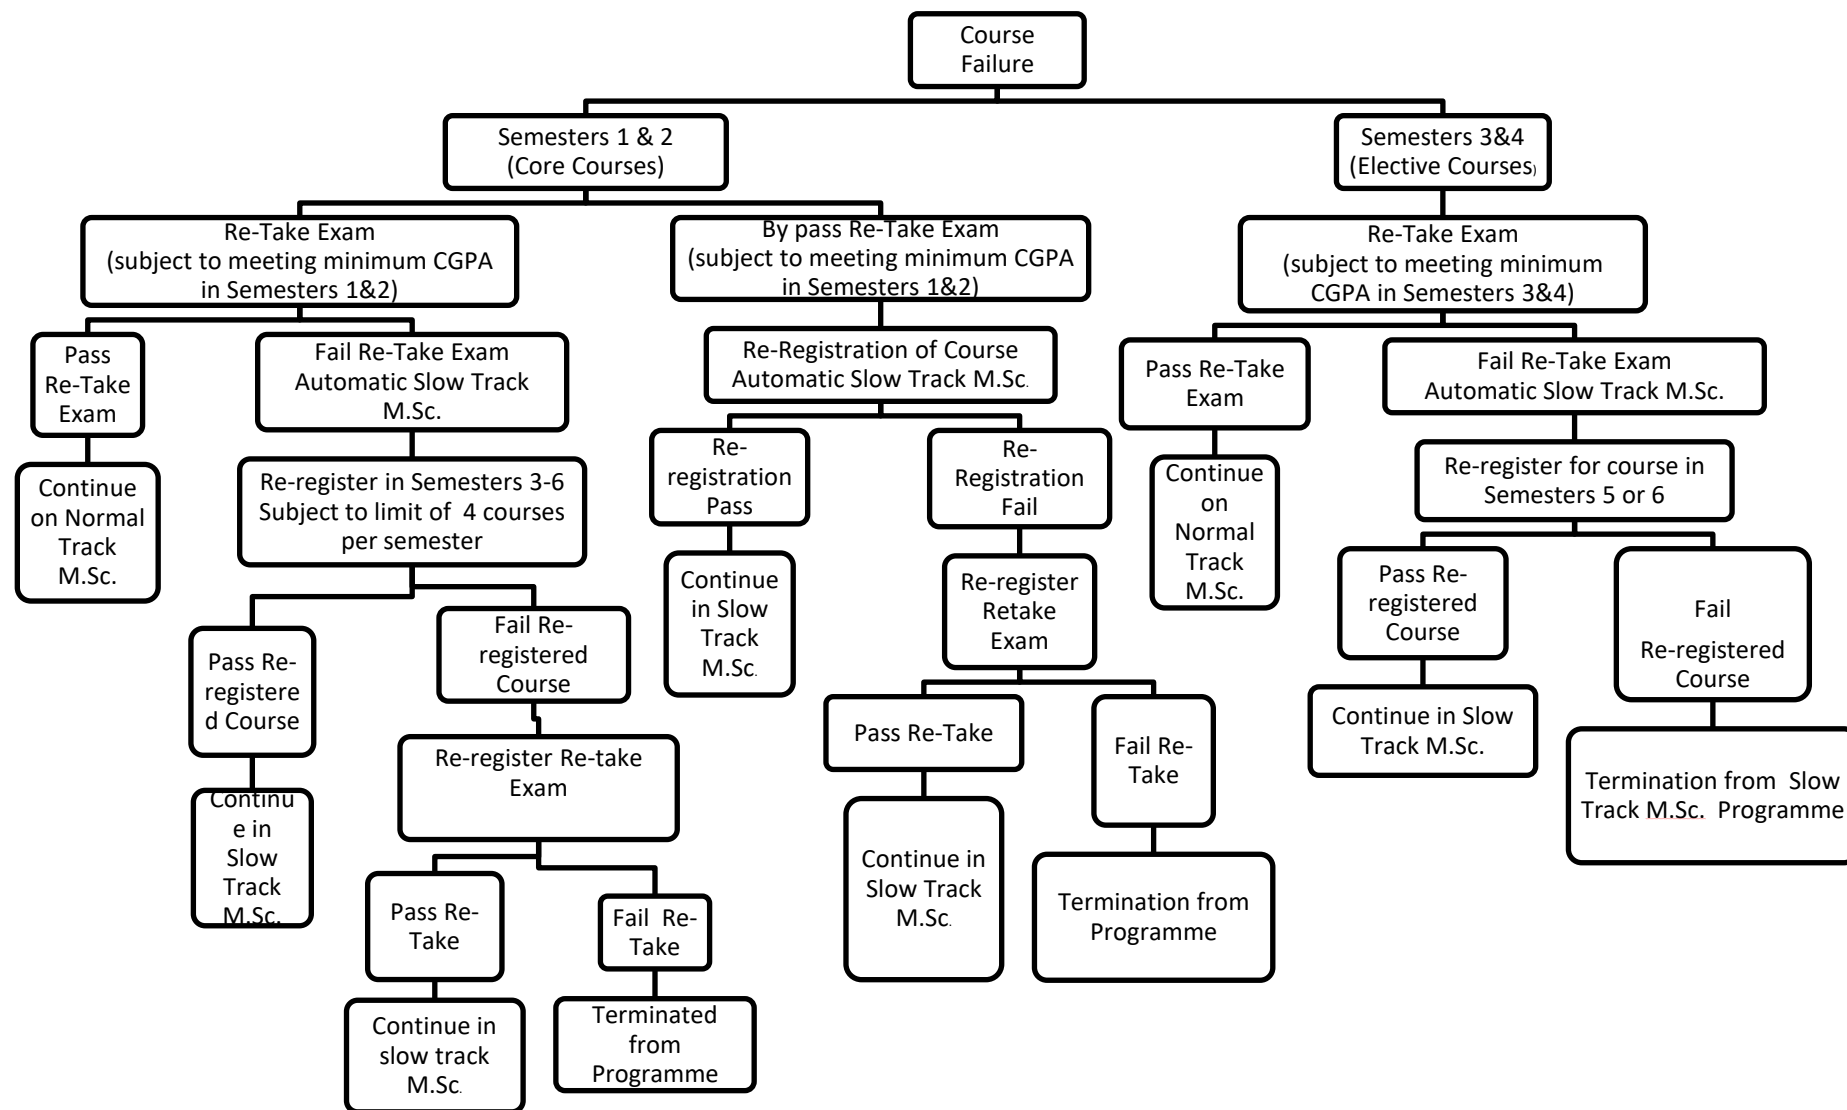 Course
Failure
Semesters 1 & 2
(Core Courses)
Semesters 3&4
(Elective Courses)
Re-Take Exam
(subject to meeting minimum CGPA
in Semesters 1&2)
By pass Re-Take Exam
(subject to meeting minimum CGPA
in Semesters 1&2)
Re-Take Exam
(subject to meeting minimum
CGPA in Semesters 3&4)
Pass
Re-Take
Exam
Fail Re-Take Exam
Automatic Slow Track
M.Sc.
Re-Registration of Course
Automatic Slow Track M.Sc.
Pass Re-Take
Exam
Fail Re-Take Exam
Automatic Slow Track M.Sc.
Continue
on Normal
Track
M.Sc.
Re-register in Semesters 3-6
Subject to limit of 4 courses
per semester
Re-
registration
Pass
Re-
Registration
Fail
Continue
on
Normal
Track
M.Sc.
Re-register for course in
Semesters 5 or 6
Pass Re-
registere
d Course
Fail Re-
registered
Course
Continue
in Slow
Track
M.Sc.
Re-register
Retake
Exam
Pass Re-
registered
Course
Fail
Re-registered
Course
Continu
e in
Slow
Track
M.Sc.
Re-register Re-take
Exam
Pass Re-Take
Fail Re-
Take
Continue in Slow
Track M.Sc.
Termination from Slow
Track M.Sc. Programme
Pass Re-
Take
Fail Re-
Take
Continue in
Slow Track
M.Sc.
Termination from
Programme
Continue in
slow track
M.Sc.
Terminated
from
Programme